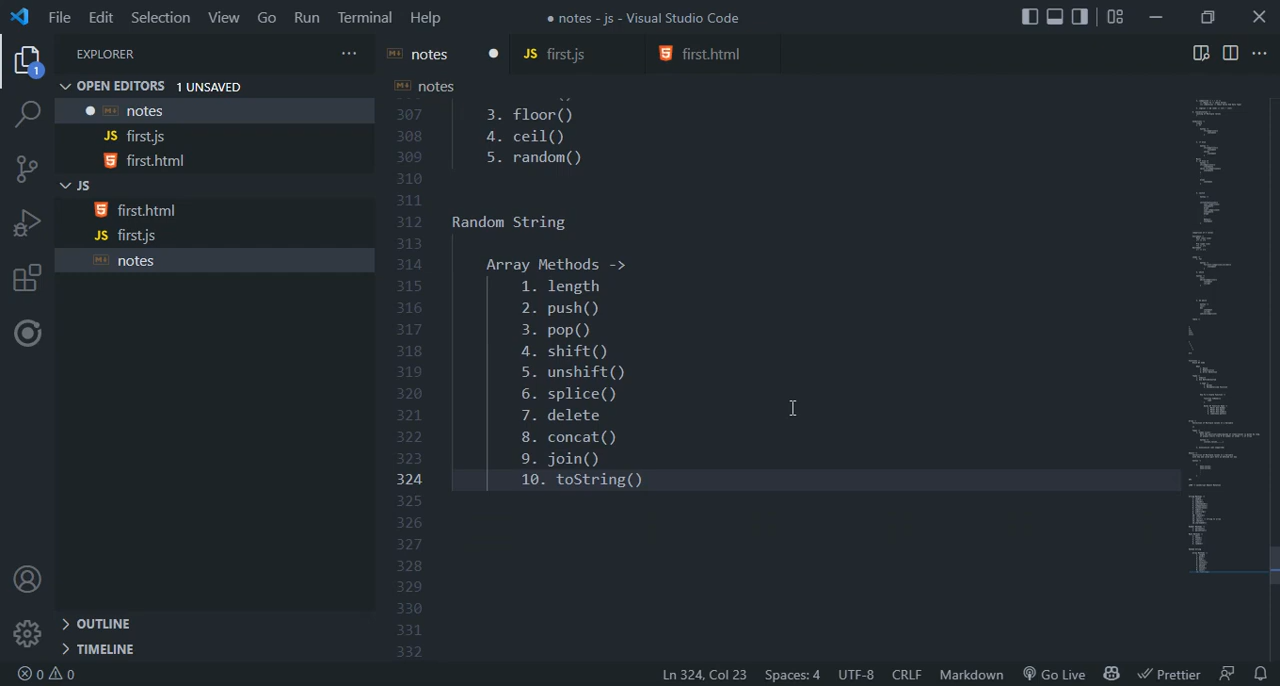 File Edit Selection View Go Run Terminal Help
● notes - js - Visual Studio Code
EXPLORER
OPEN EDITORS 1 UNSAVED
notes
JS first.js
first.html
JS
first.html
JS first.js
notes
1
OUTLINE
TIMELINE
notes
JS first.js
first.html
notes
307 3. floor()
308 4. ceil()
309 5. random()
310
311
312 Random String
313
314 Array Methods ->
315 1. length
316 2. push()
317 3. pop()
318 4. shift()
319 5. unshift()
320 6. splice()
321 7. delete
322 8. concat()
323 9. join()
324 10. toString()
325
326
327
328
329
330
331
332
0 0
Ln 324, Col 23 Spaces: 4 UTF-8 CRLF Markdown Go Live Prettier